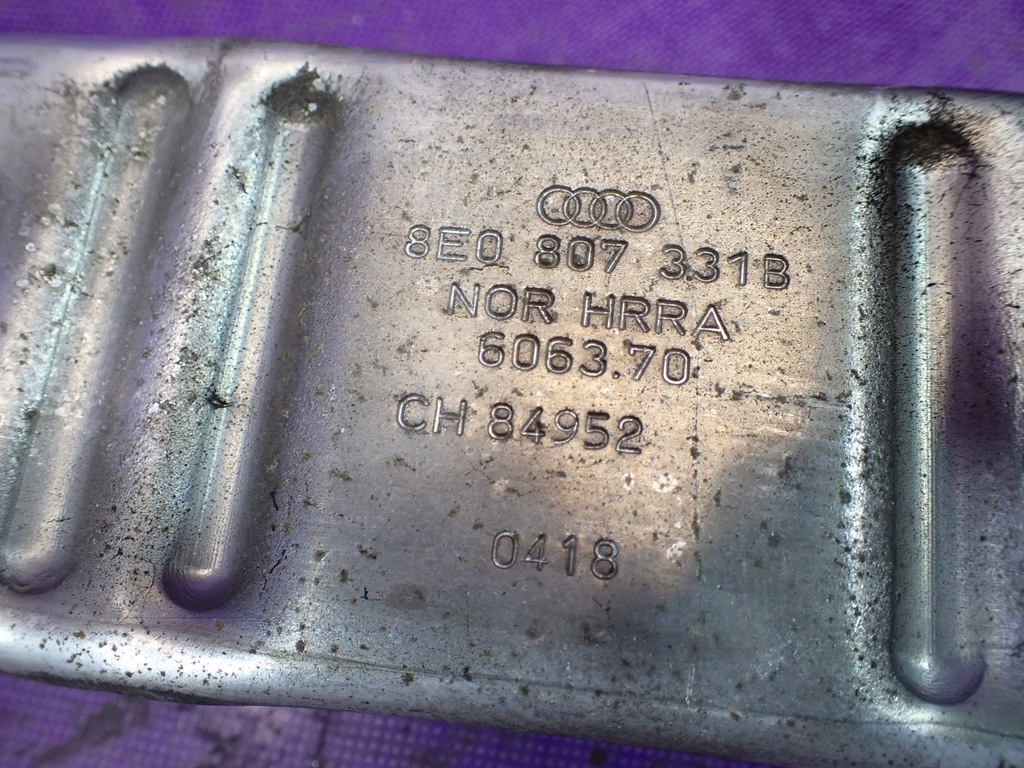 8E0 807 331B
NOR HRRA
6063.70
CH 84952
0418